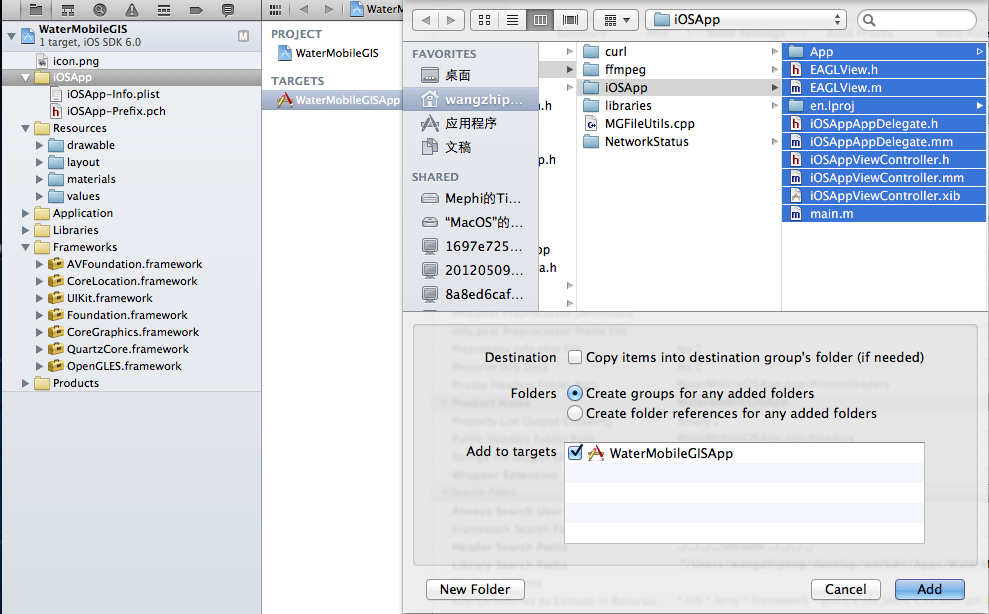 WaterMobileGIS
1 target, iOS SDK 6.0
M
icon.png
iOSApp
iOSApp-Info.plist
iOSApp-Prefix.pch
Resources
drawable
layout
materials
values
Application
Libraries
Frameworks
AVFoundation.framework
CoreLocation.framework
UIKit.framework
Foundation.framework
CoreGraphics.framework
QuartzCore.framework
OpenGLES.framework
Products
WaterM
PROJECT
WaterMobileGIS
TARGETS
WaterMobileGISApp
iOSApp
FAVORITES
桌面
wangzhip...
应用程序
文稿
SHARED
Mephi的Ti...
“MacOS”的...
1697e725...
20120509...
8a8ed6caf...
.h
p.h
pp
a.h
curl
ffmpeg
iOSApp
libraries
MGFileUtils.cpp
NetworkStatus
App
EAGLView.h
EAGLView.m
en.lproj
iOSAppAppDelegate.h
iOSAppAppDelegate.mm
iOSAppViewController.h
iOSAppViewController.mm
iOSAppViewController.xib
main.m
Destination Copy items into destination group's folder (if needed)
Folders Create groups for any added folders
Create folder references for any added folders
Add to targets WaterMobileGISApp
New Folder Cancel Add